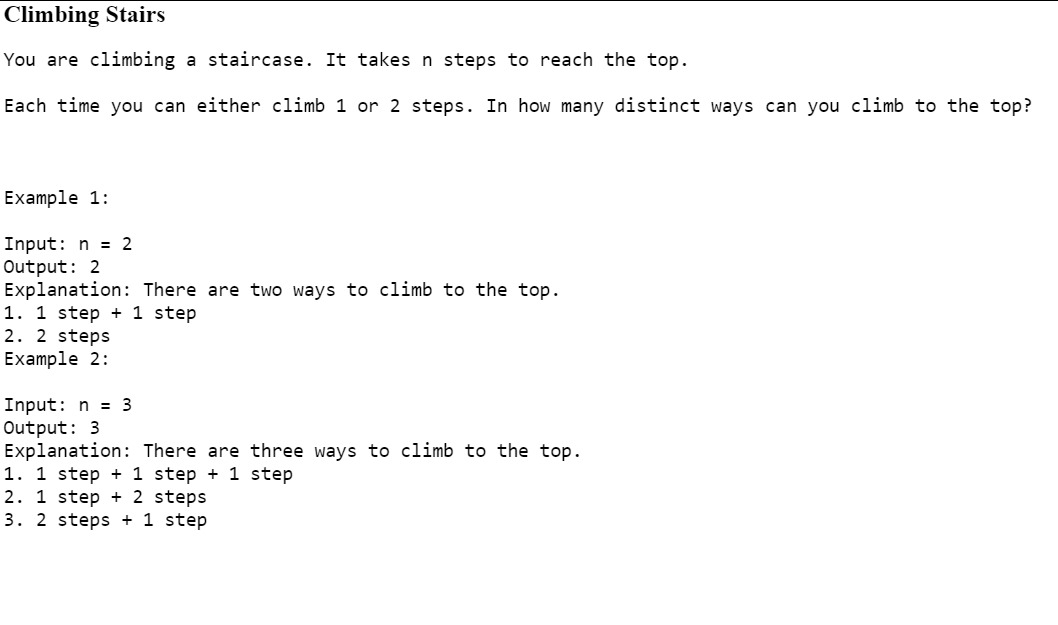 Climbing Stairs
You are climbing a staircase. It takes n steps to reach the top.
Each time you can either climb 1 or 2 steps. In how many distinct ways can you climb to the top?
Example 1:
Input: n = 2
Output: 2
Explanation: There are two ways to climb to the top.
1. 1 step + 1 step
2. 2 steps
Example 2:
Input: n = 3
Output: 3
Explanation: There are three ways to climb to the top.
1. 1 step + 1 step + 1 step
2. 1 step + 2 steps
3. 2 steps + 1 step